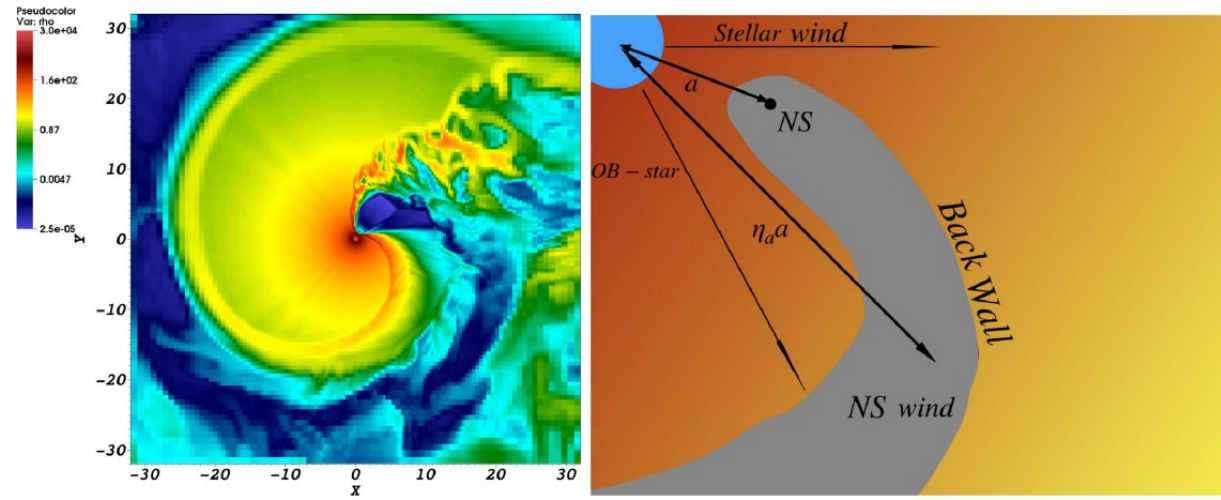 Pseudocolor
Var: rho
3.0e+04
1.6e+02
0.87
0.0047
2.5e-05
30
20
10
0
-10
-20
-30
Y
-30 -20 -10 0 10 20 30
X
Stellar wind
a
NS
OB-star
ηₐa
Back Wall
NS wind